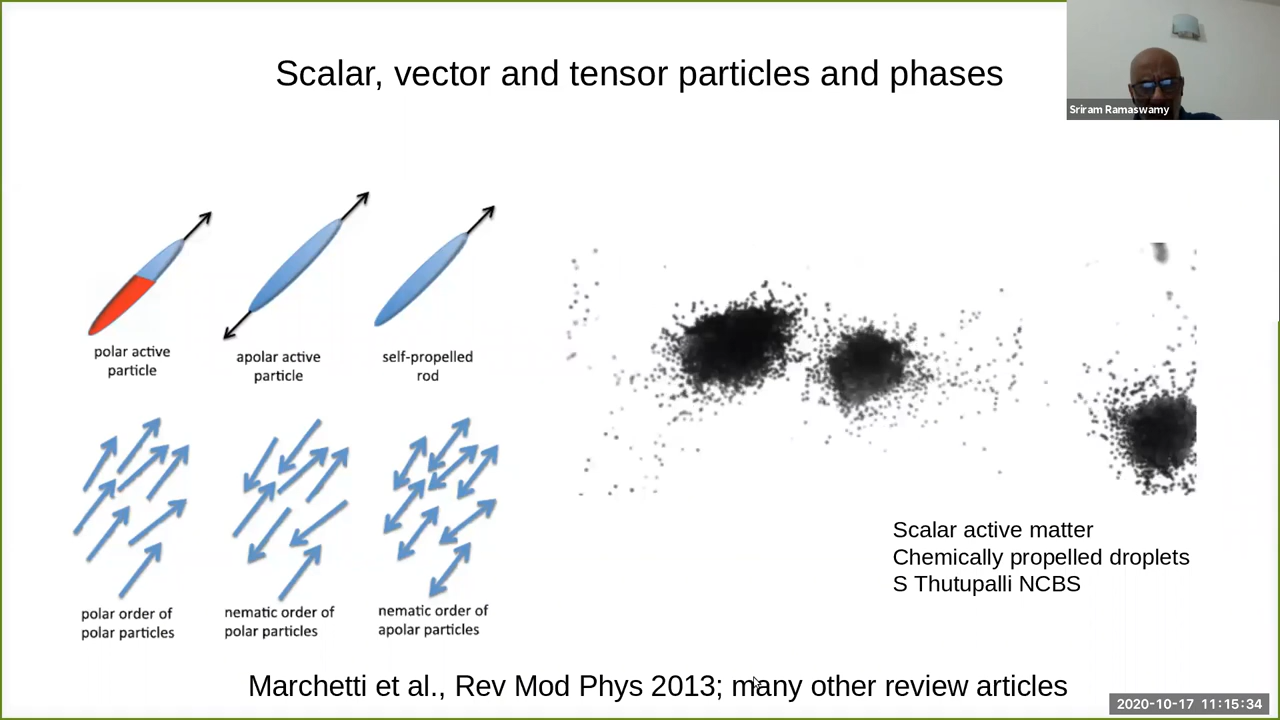 Scalar, vector and tensor particles and phases
Sriram Ramaswamy
polar active
particle
apolar active
particle
self-propelled
rod
polar order of
polar particles
nematic order of
polar particles
nematic order of
apolar particles
Scalar active matter
Chemically propelled droplets
S Thutupalli NCBS
Marchetti et al., Rev Mod Phys 2013; many other review articles
2020-10-17 11:15:34